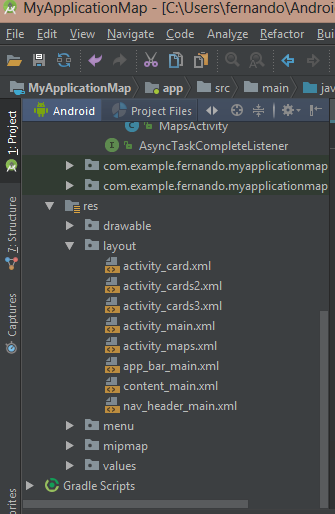 MyApplicationMap - [C:\Users\fernando\Androi
File Edit View Navigate Code Analyze Refactor Buil
MyApplicationMap app src main jav
Android Project Files
1: Project
MapsActivity
AsyncTaskCompleteListener
com.example.fernando.myapplicationmap
com.example.fernando.myapplicationmap
res
drawable
Z: Structure
layout
activity_card.xml
activity_cards2.xml
activity_cards3.xml
Captures
activity_main.xml
activity_maps.xml
app_bar_main.xml
content_main.xml
nav_header_main.xml
menu
mipmap
values
Gradle Scripts
orites